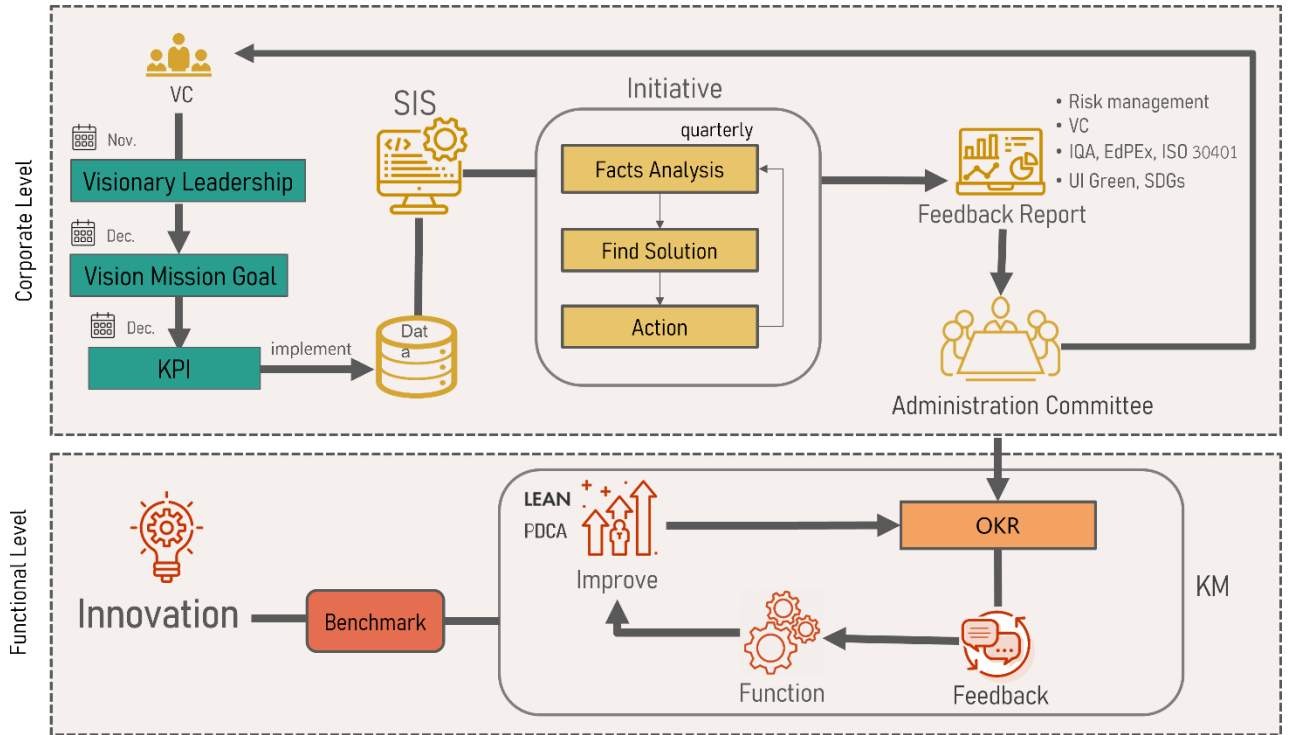 Corporate Level
VC
Nov.
Visionary Leadership
Dec.
Vision Mission Goal
Dec.
KPI
implement
Dat
a
SIS
</>
Initiative
quarterly
Facts Analysis
Find Solution
Action
• Risk management
• VC
• IQA, EdPEx, ISO 30401
• UI Green, SDGs
Feedback Report
Administration Committee
Functional Level
Innovation
Benchmark
LEAN
PDCA
Improve
OKR
Function
Feedback
KM